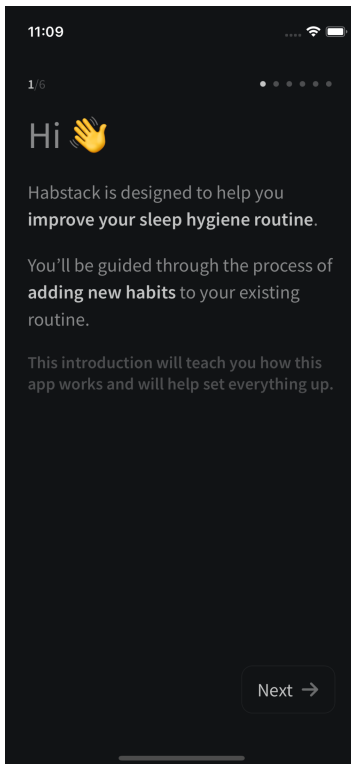 11:09
1/6
Hi 👋
Habstack is designed to help you
improve your sleep hygiene routine.
You’ll be guided through the process of
adding new habits to your existing
routine.
This introduction will teach you how this
app works and will help set everything up.
Next →